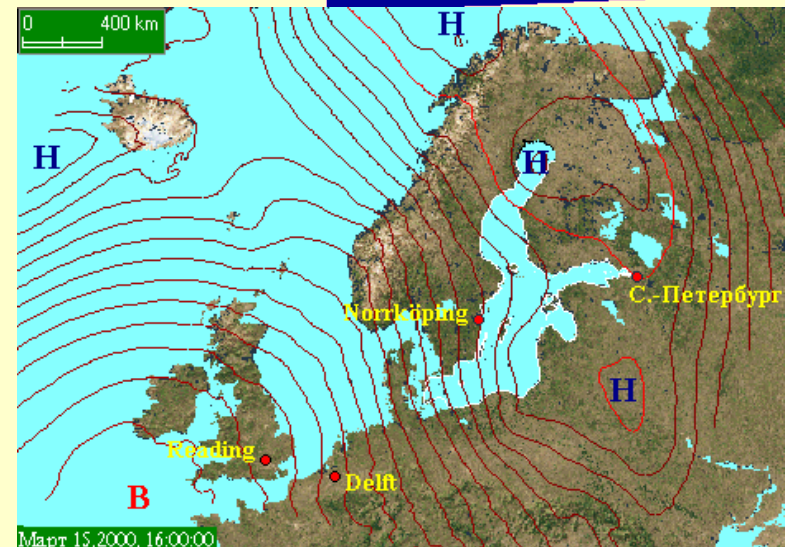 0 400 km
Н
Н
Н
С.-Петербург
Norrköping
Н
Reading
Delft
В
Март 15,2000, 16:00:00